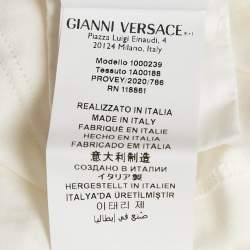 GIANNI VERSACE S.r.l.
Piazza Luigi Einaudi, 4
20124 Milano, Italy
Modello 1000239
Tessuto 1A00188
PROVEY/2020/786
RN 118861
REALIZZATO IN ITALIA
MADE IN ITALY
FABRIQUÉ EN ITALIE
HECHO EN ITALIA
FABRICADO EM ITÁLIA
意大利制造
СОЗДАНО В ИТАЛИИ
イタリア製
HERGESTELLT IN ITALIEN
ITALYA'DA ÜRETİLMİŞTİR
이태리제
صنع في إيطاليا